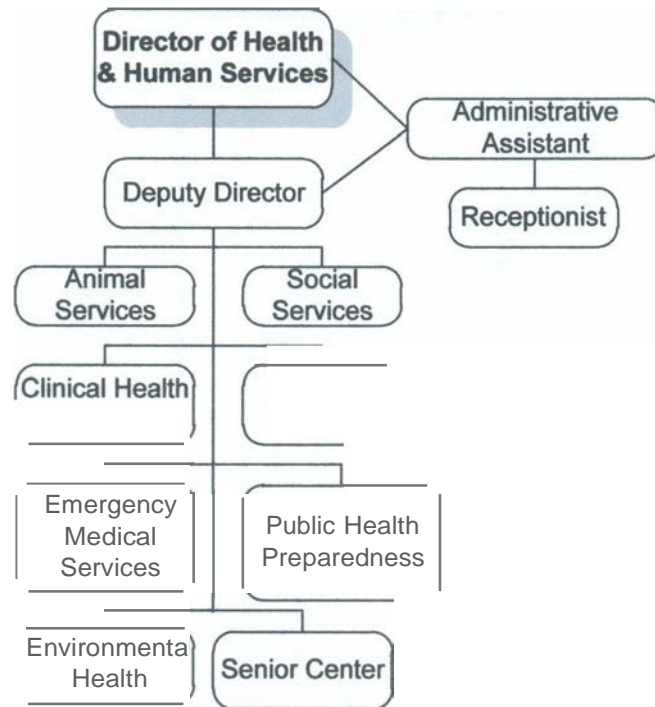 Director of Health
& Human Services
Administrative
Assistant
Deputy Director
Receptionist
Animal
Services
Social
Services
Clinical Health
Emergency
Medical
Services
Public Health
Preparedness
Environmenta
Health
Senior Center